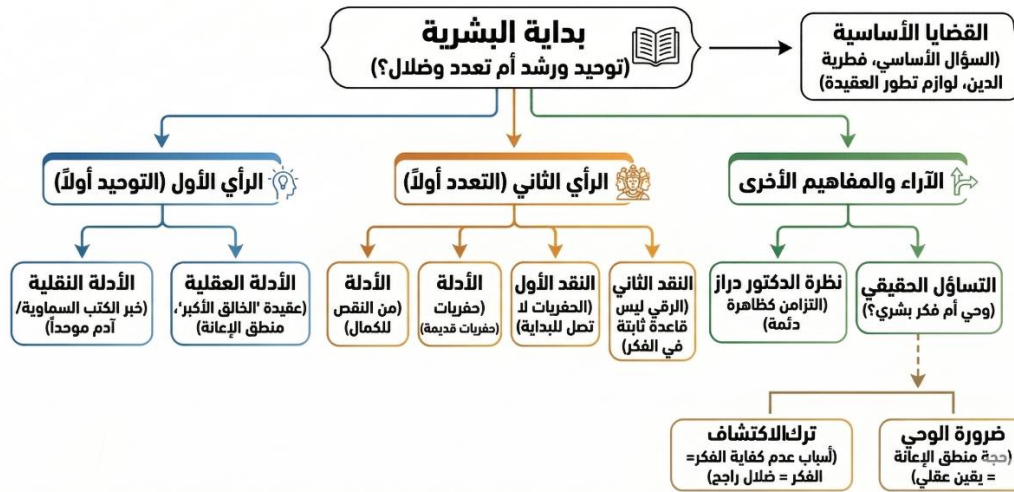 بداية البشرية
(توحيد ورشد أم تعدد وضلال؟)
القضايا الأساسية
(السؤال الأساسي، فطرية
الدين، لوازم تطور العقيدة)
الآراء والمفاهيم الأخرى
الرأي الثاني (التعدد أولاً)
الرأي الأول (التوحيد أولاً)
التساؤل الحقيقي
(وحي أم فكر بشري؟)
نظرة الدكتور دراز
(التزامن كظاهرة
دائمة)
النقد الثاني
(الرقي ليس
قاعدة ثابتة
في الفكر)
النقد الأول
(الحفريات لا
تصل للبداية)
الأدلة
(حفريات
حفريات قديمة)
الأدلة
(من النقص
للكمال)
الأدلة العقلية
(عقيدة 'الخالق الأكبر'،
منطق الإعانة)
الأدلة النقلية
(خبر الكتب السماوية/
آدم موحداً)
ضرورة الوحي
(حجة منطق الإعانة
= يقين عقلي)
ترك الاكتشاف
(أسباب عدم كفاية الفكر=
الفكر = ضلال راجح)